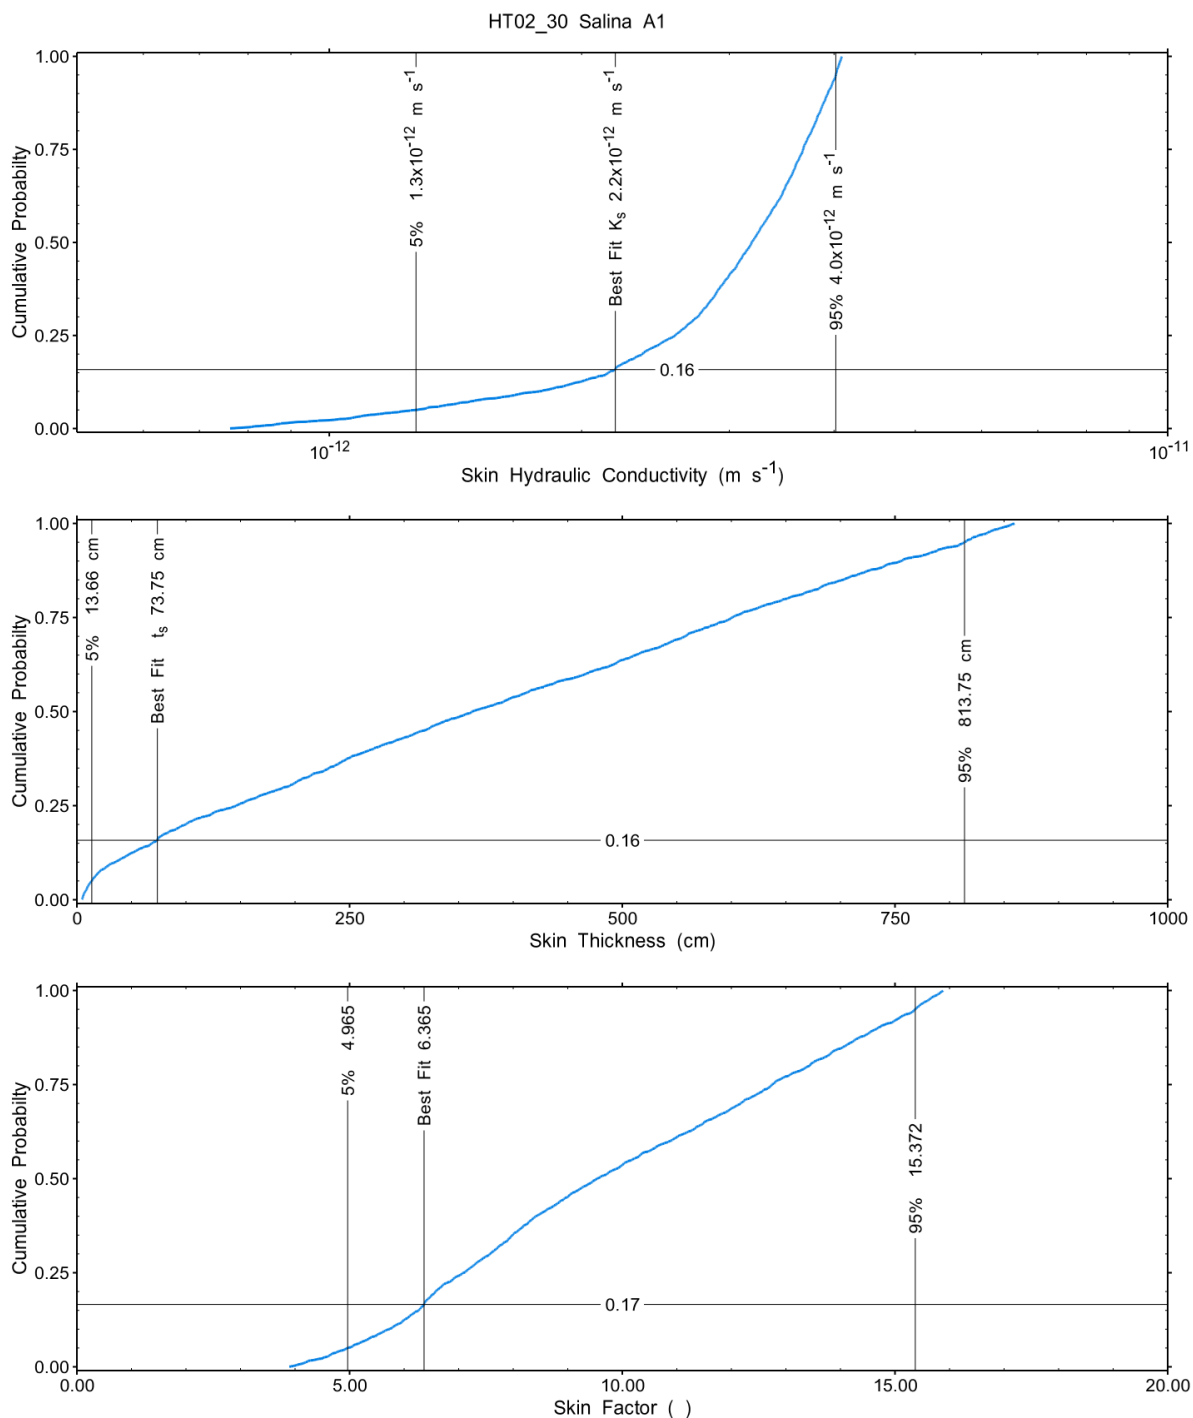 HT02_30 Salina A1
1.00
0.75
0.50
0.25
0.00
Cumulative Probabilty
5% 1.3x10-12 m s-1
Best Fit Ks 2.2x10-12 m s-1
95% 4.0x10-12 m s-1
0.16
10-12
10-11
Skin Hydraulic Conductivity (m s-1)
1.00
0.75
0.50
0.25
0.00
Cumulative Probabilty
5% 13.66 cm
Best Fit ts 73.75 cm
95% 813.75 cm
0.16
0
250
500
750
1000
Skin Thickness (cm)
1.00
0.75
0.50
0.25
0.00
Cumulative Probabilty
5% 4.965
Best Fit 6.365
95% 15.372
0.17
0.00
5.00
10.00
15.00
20.00
Skin Factor ( )